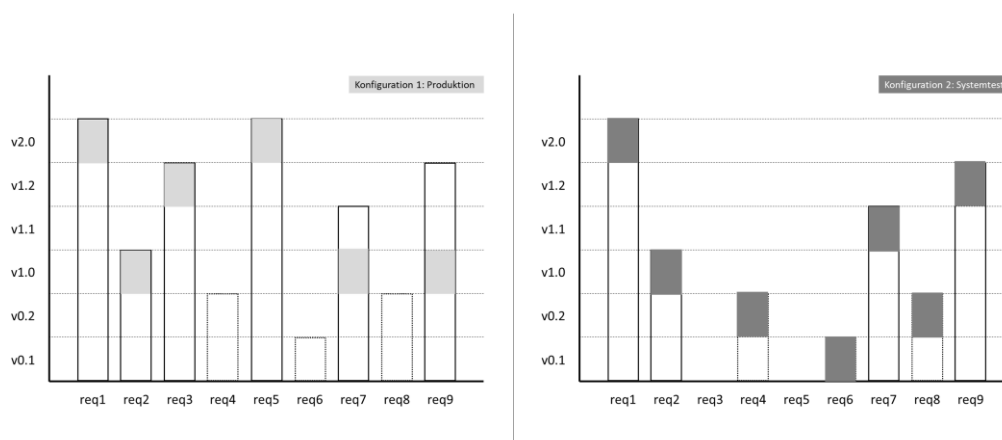 Konfiguration 1: Produktion
v2.0
v1.2
v1.1
v1.0
v0.2
v0.1
req1 req2 req3 req4 req5 req6 req7 req8 req9
Konfiguration 2: Systemtest
v2.0
v1.2
v1.1
v1.0
v0.2
v0.1
req1 req2 req3 req4 req5 req6 req7 req8 req9